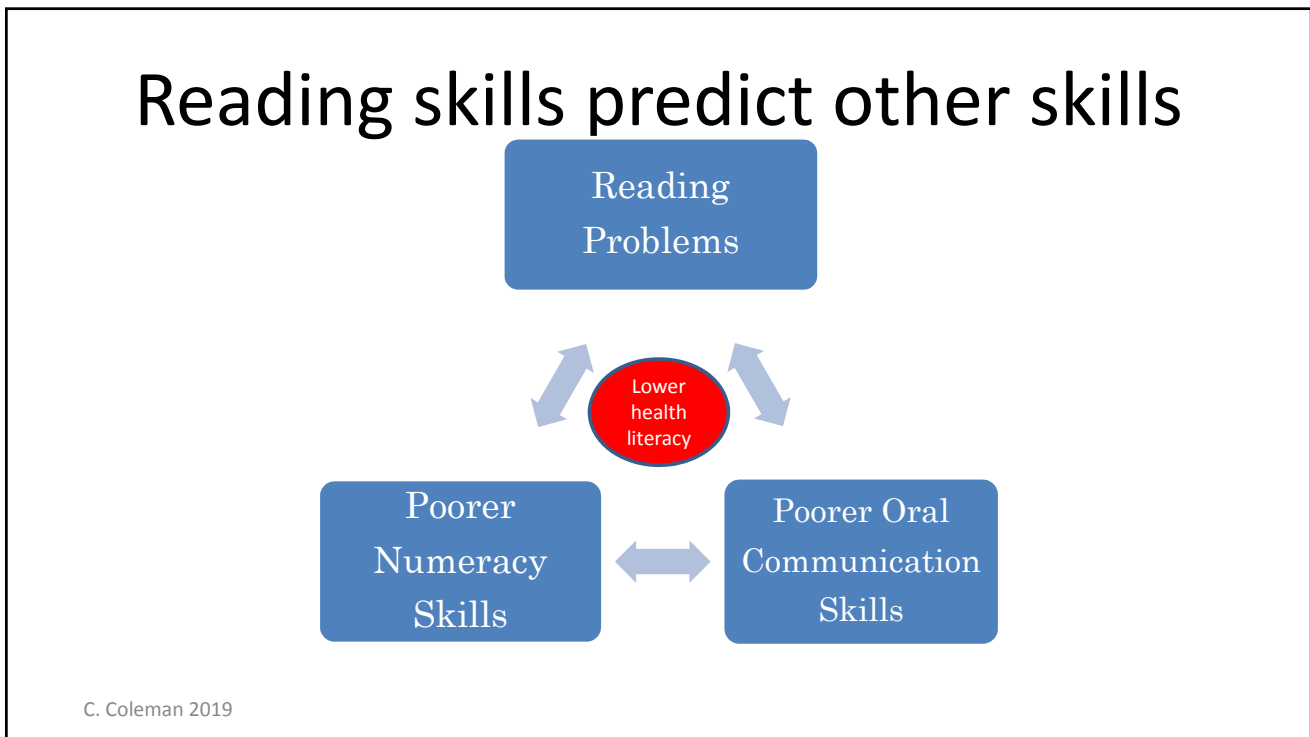 Reading skills predict other skills
Reading
Problems
Lower
health
literacy
Poorer
Numeracy
Skills
Poorer Oral
Communication
Skills
C. Coleman 2019